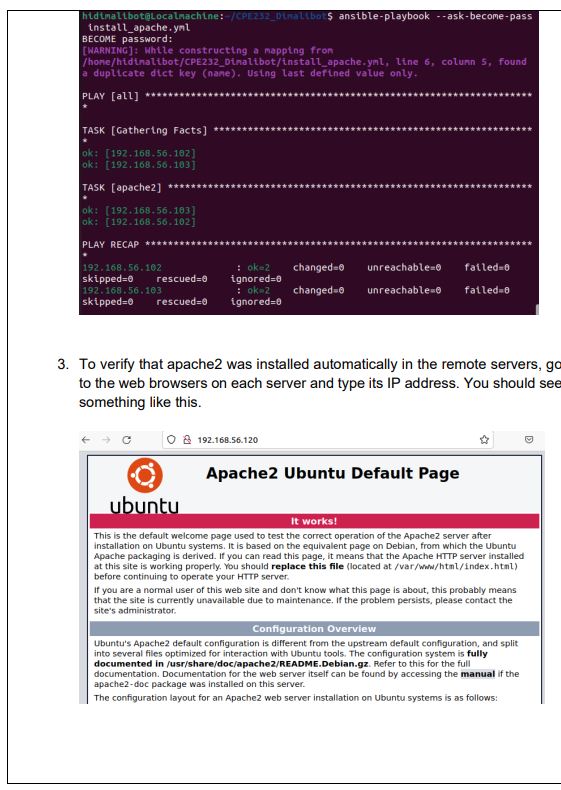 hidimalibot@Localmachine:~/CPE232_Dimalibot$ ansible-playbook --ask-become-pass
install_apache.yml
BECOME password:
[WARNING]: While constructing a mapping from
/home/hidimalibot/CPE232_Dimalibot/install_apache.yml, line 6, column 5, found
a duplicate dict key (name). Using last defined value only.
PLAY [all] *******************************************************************
*
TASK [Gathering Facts] *******************************************************
*
ok: [192.168.56.102]
ok: [192.168.56.103]
TASK [apache2] ***************************************************************
*
ok: [192.168.56.103]
ok: [192.168.56.102]
PLAY RECAP *******************************************************************
*
192.168.56.102 : ok=2 changed=0 unreachable=0 failed=0
skipped=0 rescued=0 ignored=0
192.168.56.103 : ok=2 changed=0 unreachable=0 failed=0
skipped=0 rescued=0 ignored=0
3. To verify that apache2 was installed automatically in the remote servers, go
to the web browsers on each server and type its IP address. You should see
something like this.
192.168.56.120
ubuntu
Apache2 Ubuntu Default Page
It works!
This is the default welcome page used to test the correct operation of the Apache2 server after
installation on Ubuntu systems. It is based on the equivalent page on Debian, from which the Ubuntu
Apache packaging is derived. If you can read this page, it means that the Apache HTTP server installed
at this site is working properly. You should replace this file (located at /var/www/html/index.html)
before continuing to operate your HTTP server.
If you are a normal user of this web site and don't know what this page is about, this probably means
that the site is currently unavailable due to maintenance. If the problem persists, please contact the
site's administrator.
Configuration Overview
Ubuntu's Apache2 default configuration is different from the upstream default configuration, and split
into several files optimized for interaction with Ubuntu tools. The configuration system is fully
documented in /usr/share/doc/apache2/README.Debian.gz. Refer to this for the full
documentation. Documentation for the web server itself can be found by accessing the manual if the
apache2-doc package was installed on this server.
The configuration layout for an Apache2 web server installation on Ubuntu systems is as follows: